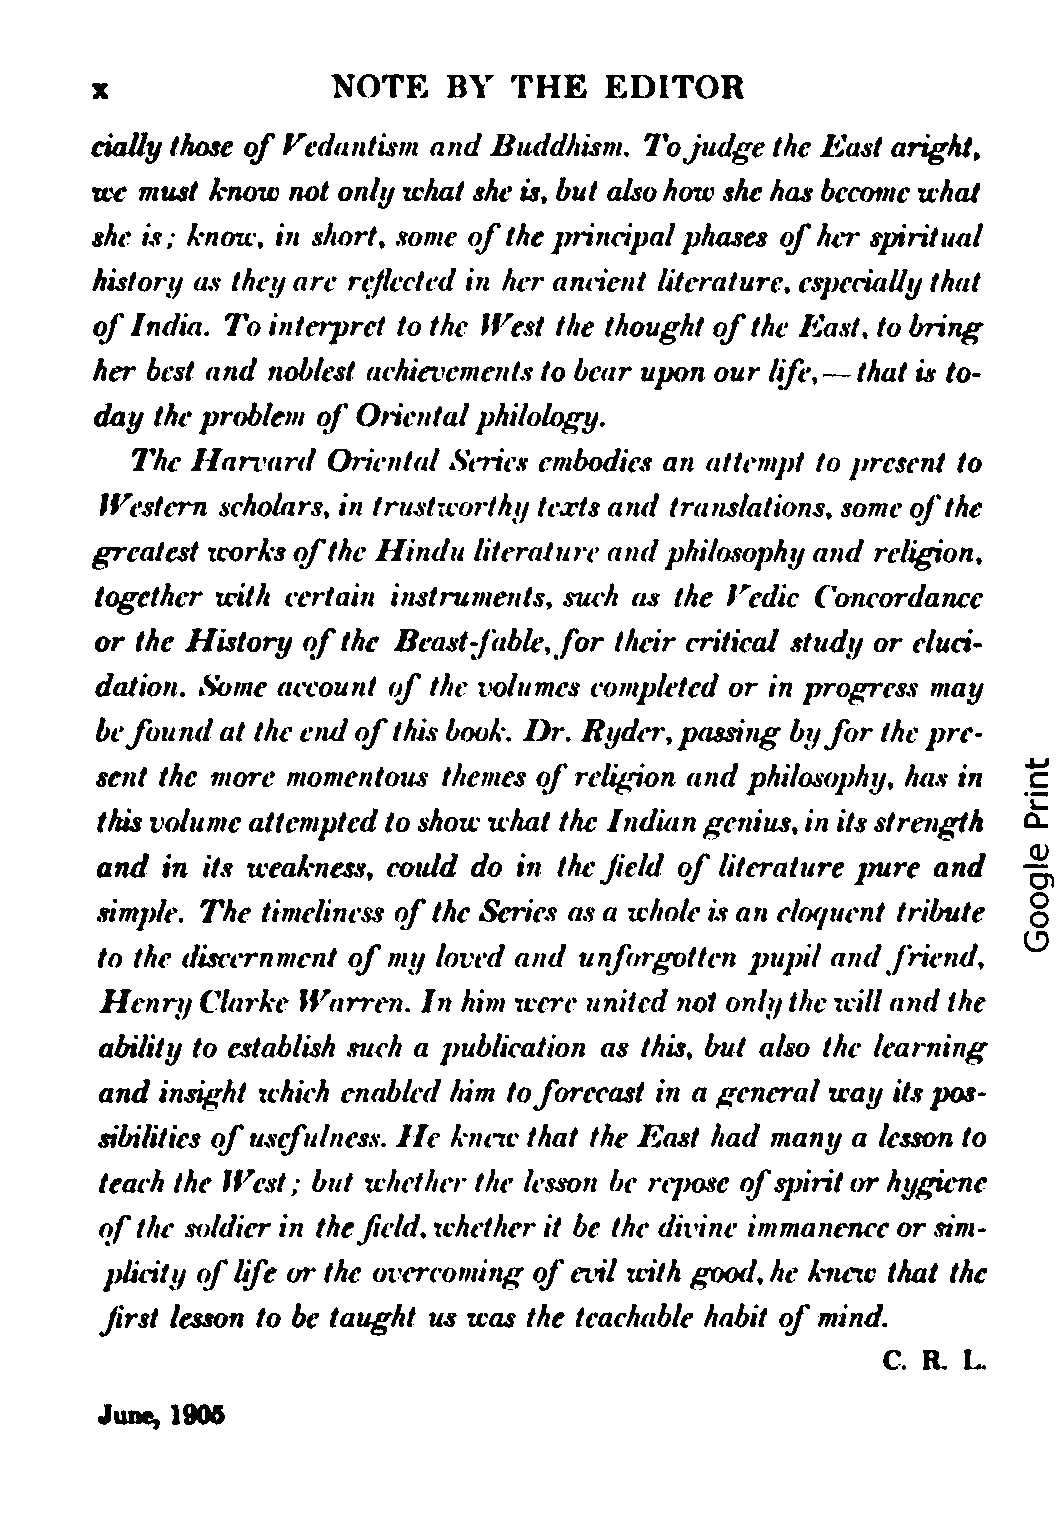 x NOTE BY THE EDITOR
cially those of Vedantism and Buddhism. To judge the East aright,
we must know not only what she is, but also how she has become what
she is; know, in short, some of the principal phases of her spiritual
history as they are reflected in her ancient literature, especially that
of India. To interpret to the West the thought of the East, to bring
her best and noblest achievements to bear upon our life,—that is to-
day the problem of Oriental philology.
The Harvard Oriental Series embodies an attempt to present to
Western scholars, in trustworthy texts and translations, some of the
greatest works of the Hindu literature and philosophy and religion,
together with certain instruments, such as the Vedic Concordance
or the History of the Beast-fable, for their critical study or eluci-
dation. Some account of the volumes completed or in progress may
be found at the end of this book. Dr. Ryder, passing by for the pre-
sent the more momentous themes of religion and philosophy, has in
this volume attempted to show what the Indian genius, in its strength
and in its weakness, could do in the field of literature pure and
simple. The timeliness of the Series as a whole is an eloquent tribute
to the discernment of my loved and unforgotten pupil and friend,
Henry Clarke Warren. In him were united not only the will and the
ability to establish such a publication as this, but also the learning
and insight which enabled him to forecast in a general way its pos-
sibilities of usefulness. He knew that the East had many a lesson to
teach the West; but whether the lesson be repose of spirit or hygiene
of the soldier in the field, whether it be the divine immanence or sim-
plicity of life or the overcoming of evil with good, he knew that the
first lesson to be taught us was the teachable habit of mind.
C. R. L.
June, 1905
Google Print